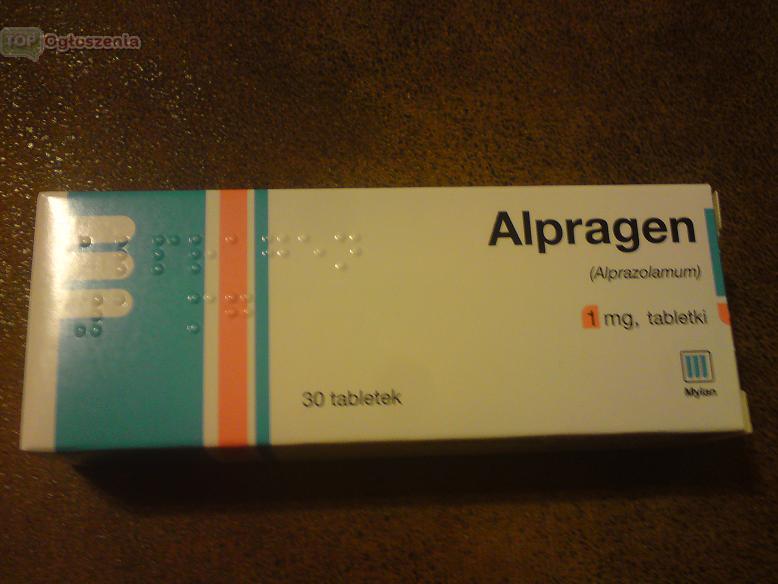 TOP Ogłoszenia
Alpragen
(Alprazolamum)
1 mg, tabletki
Mylan
30 tabletek